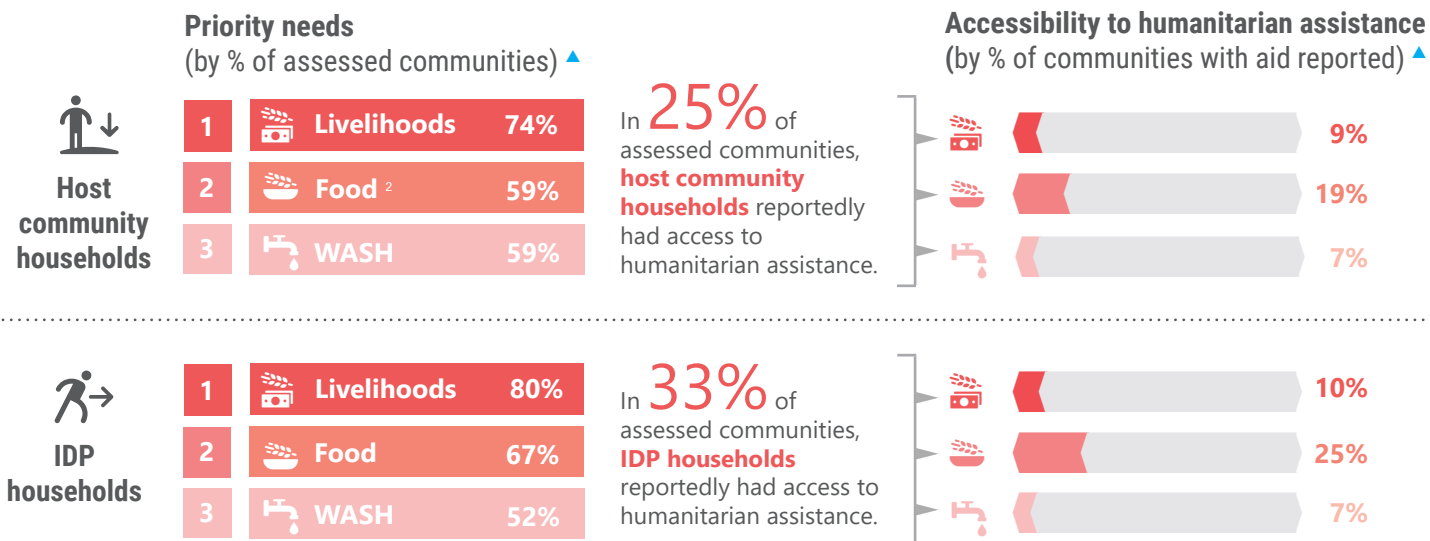 Priority needs
(by % of assessed communities) ▲
Accessibility to humanitarian assistance
(by % of communities with aid reported) ▲
Host
community
households
1 Livelihoods 74%
2 Food 2 59%
3 WASH 59%
In 25% of
assessed communities,
host community
households reportedly
had access to
humanitarian assistance.
9%
19%
7%
IDP
households
1 Livelihoods 80%
2 Food 67%
3 WASH 52%
In 33% of
assessed communities,
IDP households
reportedly had access to
humanitarian assistance.
10%
25%
7%